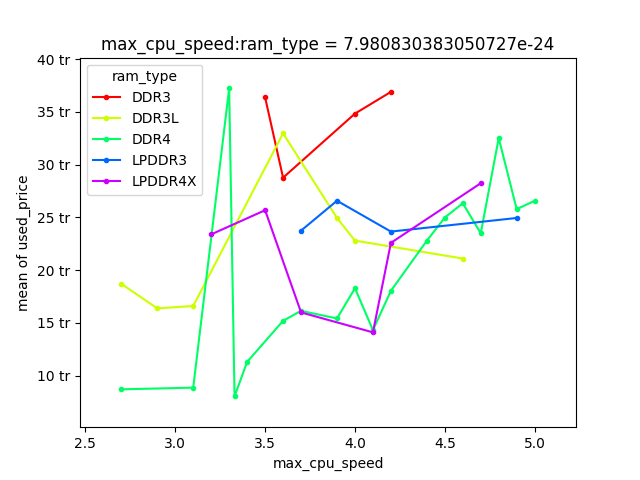 max_cpu_speed:ram_type = 7.980830383050727e-24
40 tr
35 tr
30 tr
25 tr
20 tr
15 tr
10 tr
mean of used_price
ram_type
DDR3
DDR3L
DDR4
LPDDR3
LPDDR4X
2.5 3.0 3.5 4.0 4.5 5.0
max_cpu_speed